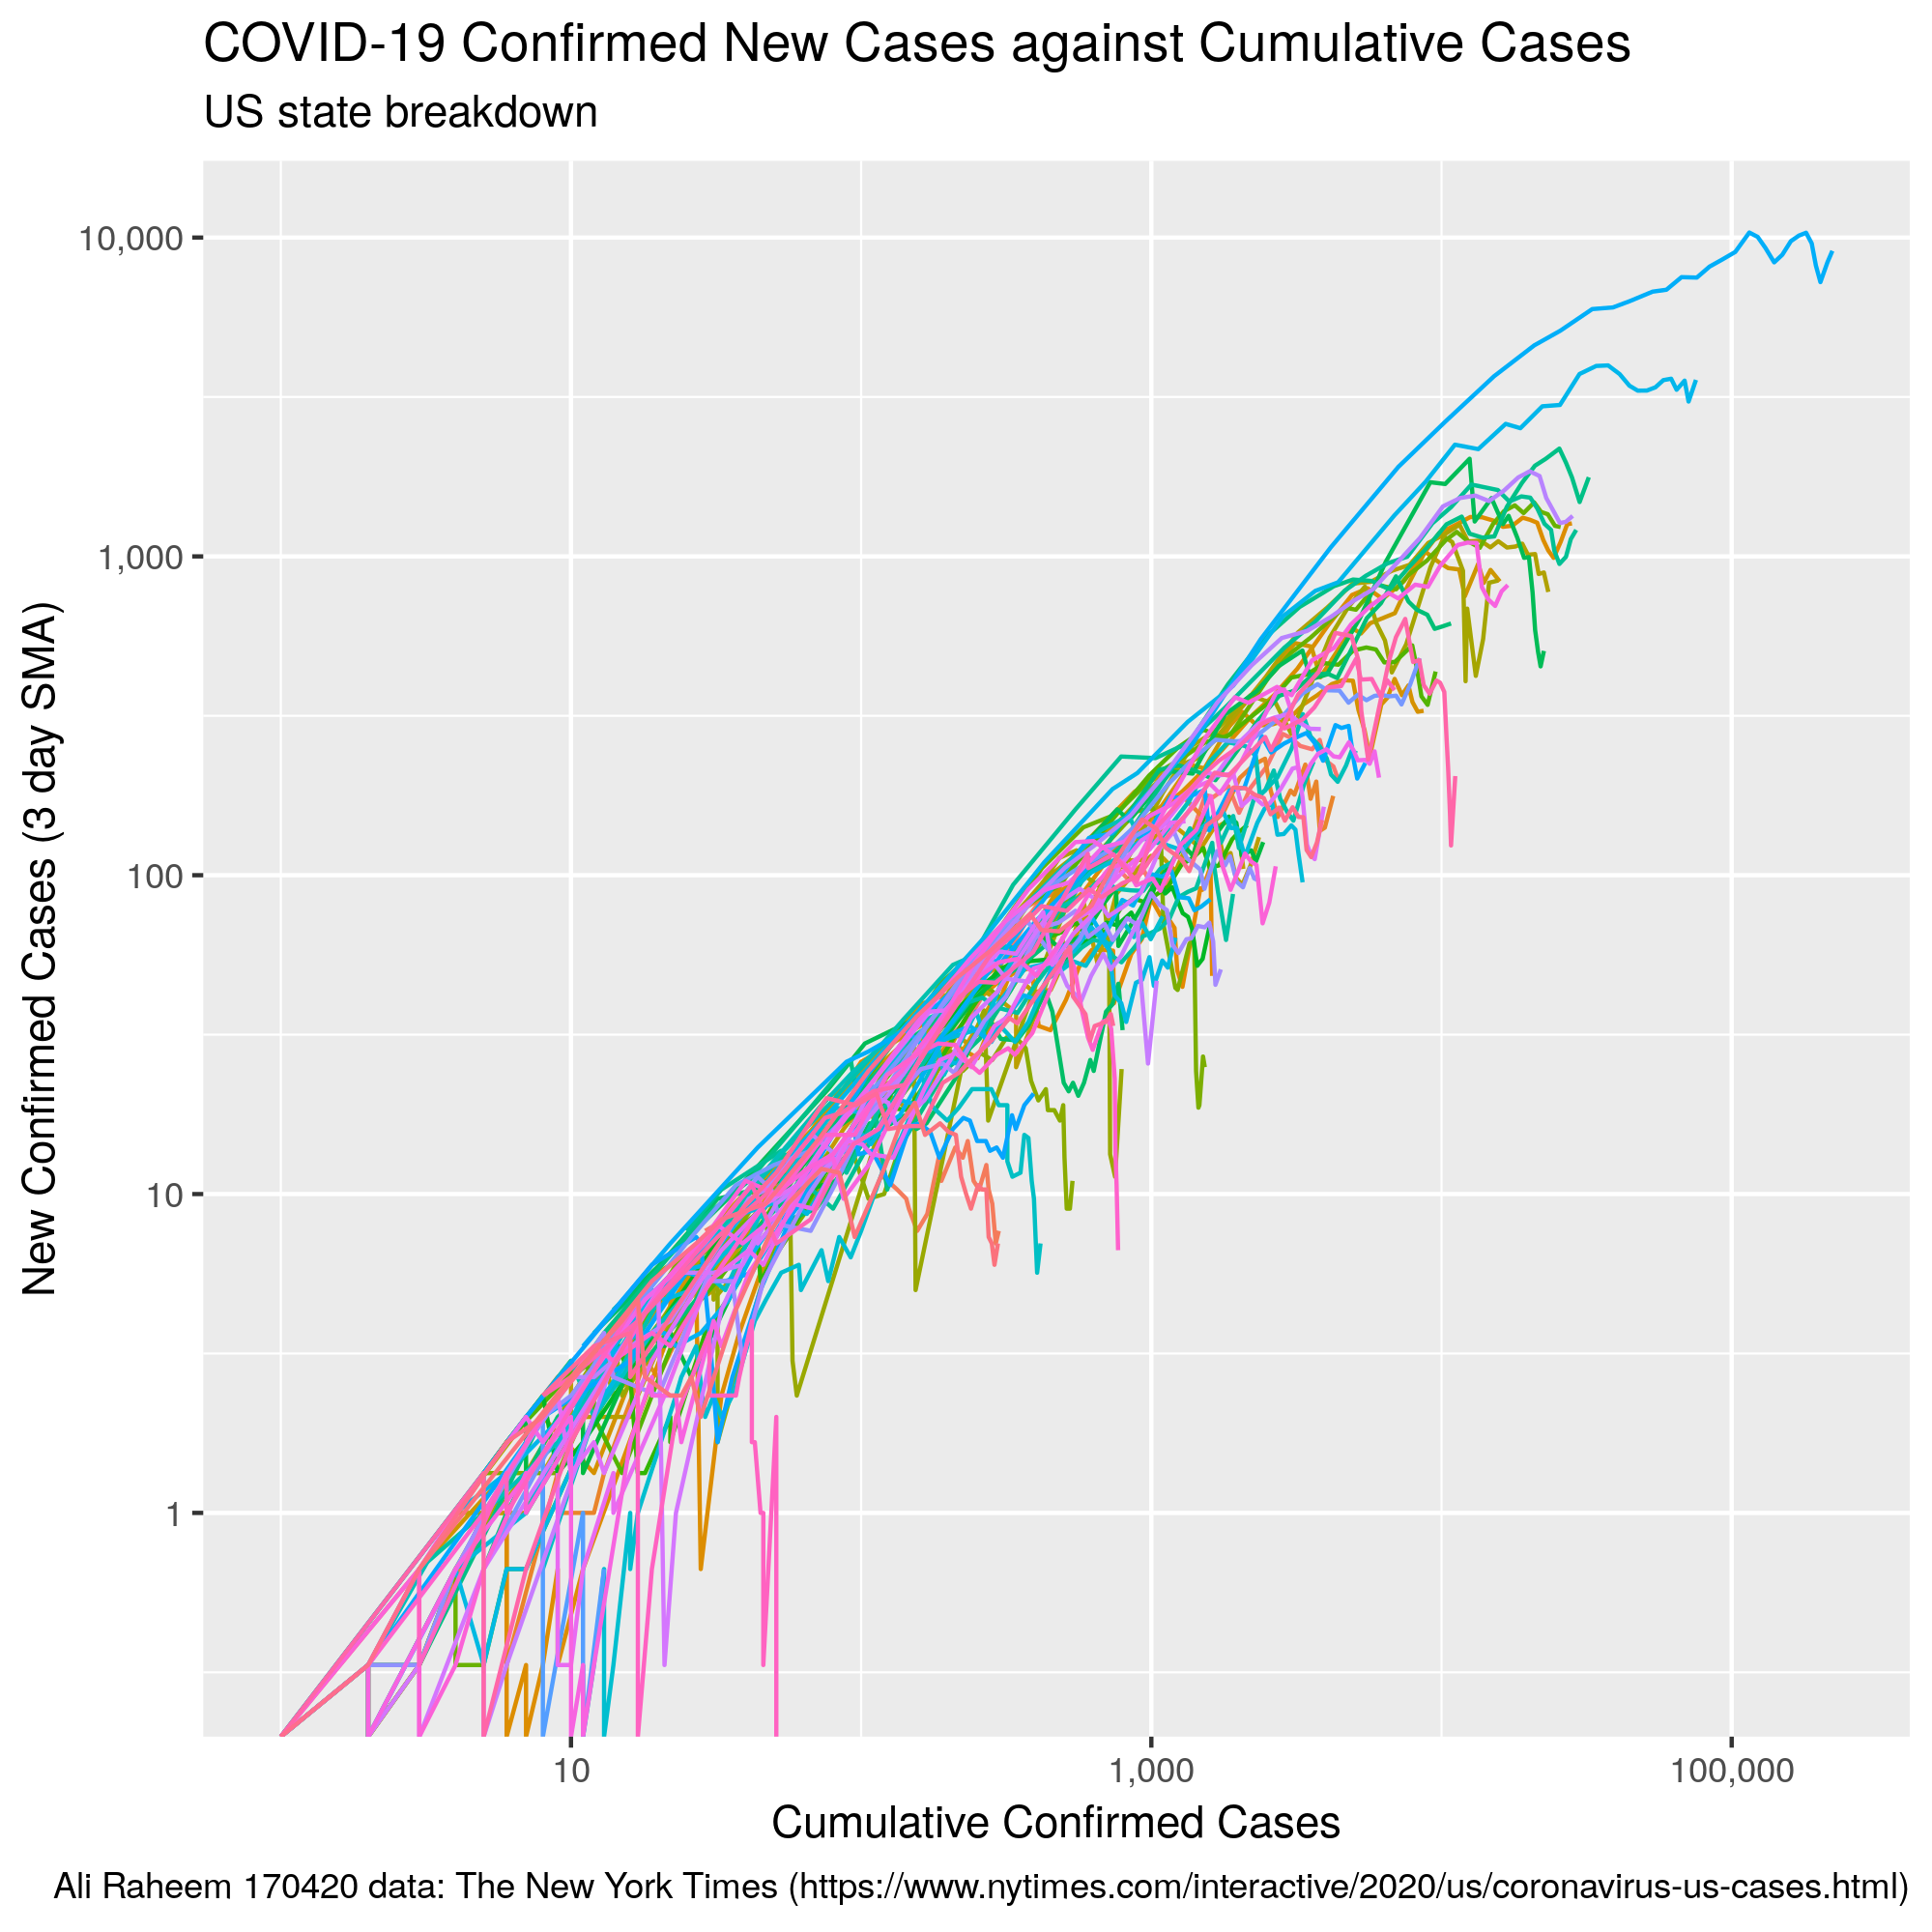 COVID-19 Confirmed New Cases against Cumulative Cases
US state breakdown
New Confirmed Cases (3 day SMA)
10,000
1,000
100
10
1
10
1,000
100,000
Cumulative Confirmed Cases
Ali Raheem 170420 data: The New York Times (https://www.nytimes.com/interactive/2020/us/coronavirus-us-cases.html)